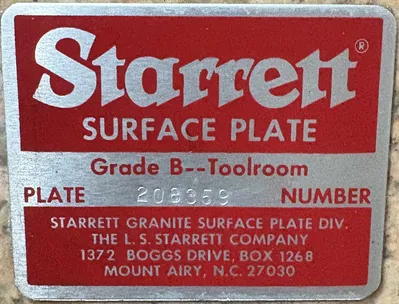 Starrett®
SURFACE PLATE
Grade B--Toolroom
PLATE 208359 NUMBER
STARRETT GRANITE SURFACE PLATE DIV.
THE L. S. STARRETT COMPANY
1372 BOGGS DRIVE, BOX 1268
MOUNT AIRY, N.C. 27030